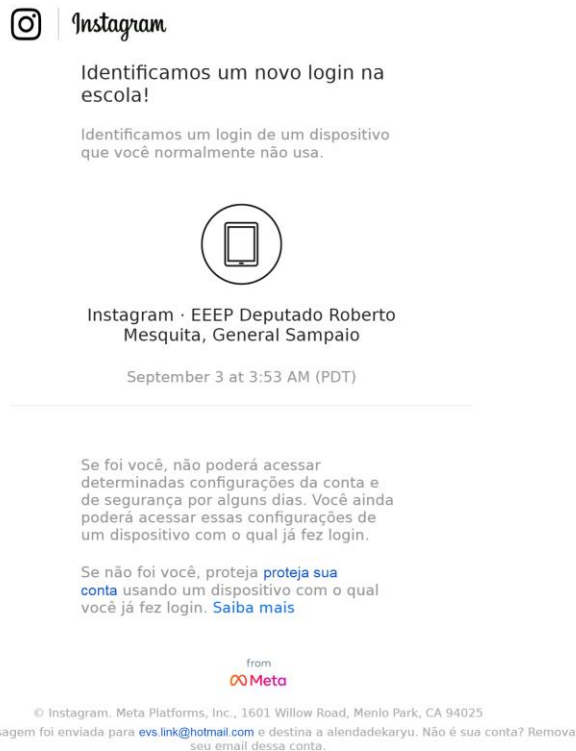 Instagram
Identificamos um novo login na
escola!
Identificamos um login de um dispositivo
que você normalmente não usa.
Instagram · EEEP Deputado Roberto
Mesquita, General Sampaio
September 3 at 3:53 AM (PDT)
Se foi você, não poderá acessar
determinadas configurações da conta e
de segurança por alguns dias. Você ainda
poderá acessar essas configurações de
um dispositivo com o qual já fez login.
Se não foi você, proteja proteja sua
conta usando um dispositivo com o qual
você já fez login. Saiba mais
from
Meta
© Instagram. Meta Platforms, Inc., 1601 Willow Road, Menlo Park, CA 94025
sagem foi enviada para evs.link@hotmail.com e destina a alendadekaryu. Não é sua conta? Remova
seu email dessa conta.